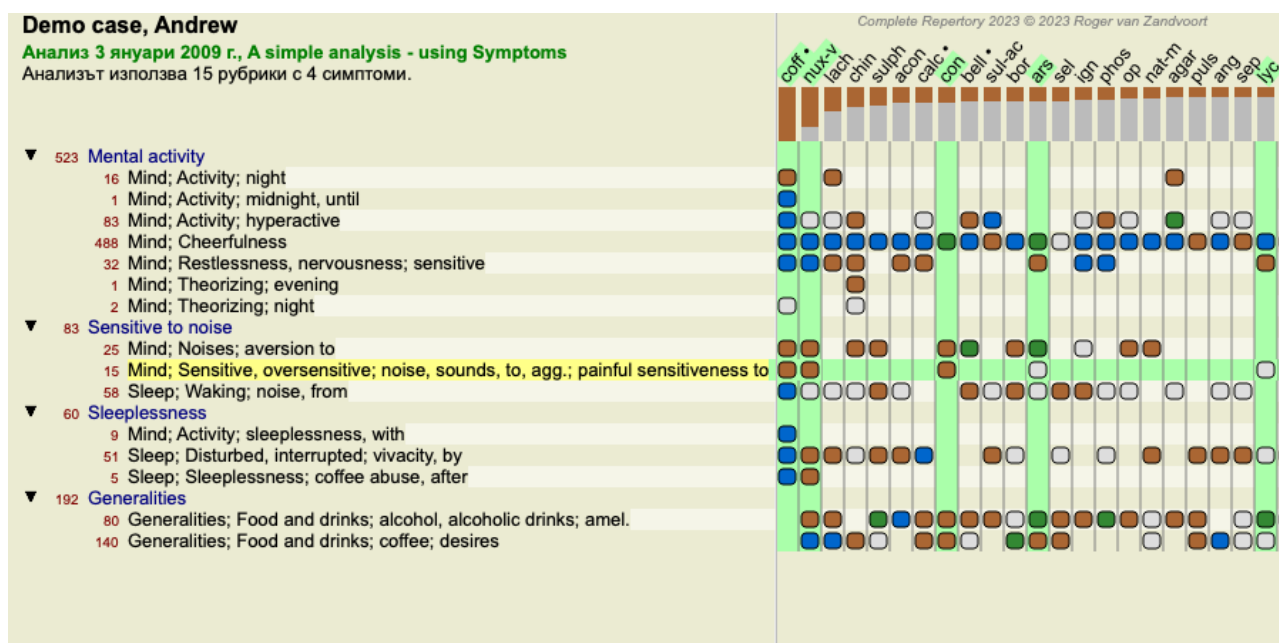 Demo case, Andrew
Complete Repertory 2023 © 2023 Roger van Zandvoort
Анализ 3 януари 2009 г., A simple analysis - using Symptoms
Анализът използва 15 рубрики с 4 симптоми.
coff • nux-v lach chin sulph acon calc • con bell • sul-ac bor ars sel ign phos op nat-m agar puls ang sep lyc
▼ 523 Mental activity
16 Mind; Activity; night
1 Mind; Activity; midnight, until
83 Mind; Activity; hyperactive
488 Mind; Cheerfulness
32 Mind; Restlessness, nervousness; sensitive
1 Mind; Theorizing; evening
2 Mind; Theorizing; night
▼ 83 Sensitive to noise
25 Mind; Noises; aversion to
15 Mind; Sensitive, oversensitive; noise, sounds, to, agg.; painful sensitiveness to
58 Sleep; Waking; noise, from
▼ 60 Sleeplessness
9 Mind; Activity; sleeplessness, with
51 Sleep; Disturbed, interrupted; vivacity, by
5 Sleep; Sleeplessness; coffee abuse, after
▼ 192 Generalities
80 Generalities; Food and drinks; alcohol, alcoholic drinks; amel.
140 Generalities; Food and drinks; coffee; desires